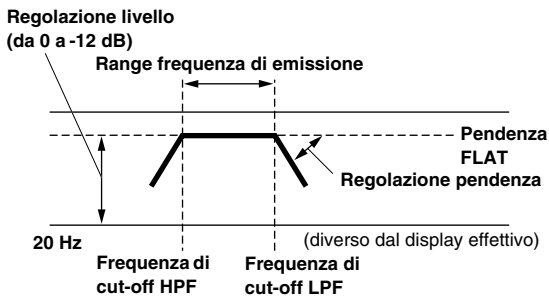 Regolazione livello
(da 0 a -12 dB)
Range frequenza di emissione
Pendenza
FLAT
Regolazione pendenza
20 Hz
(diverso dal display effettivo)
Frequenza di
cut-off HPF
Frequenza di
cut-off LPF